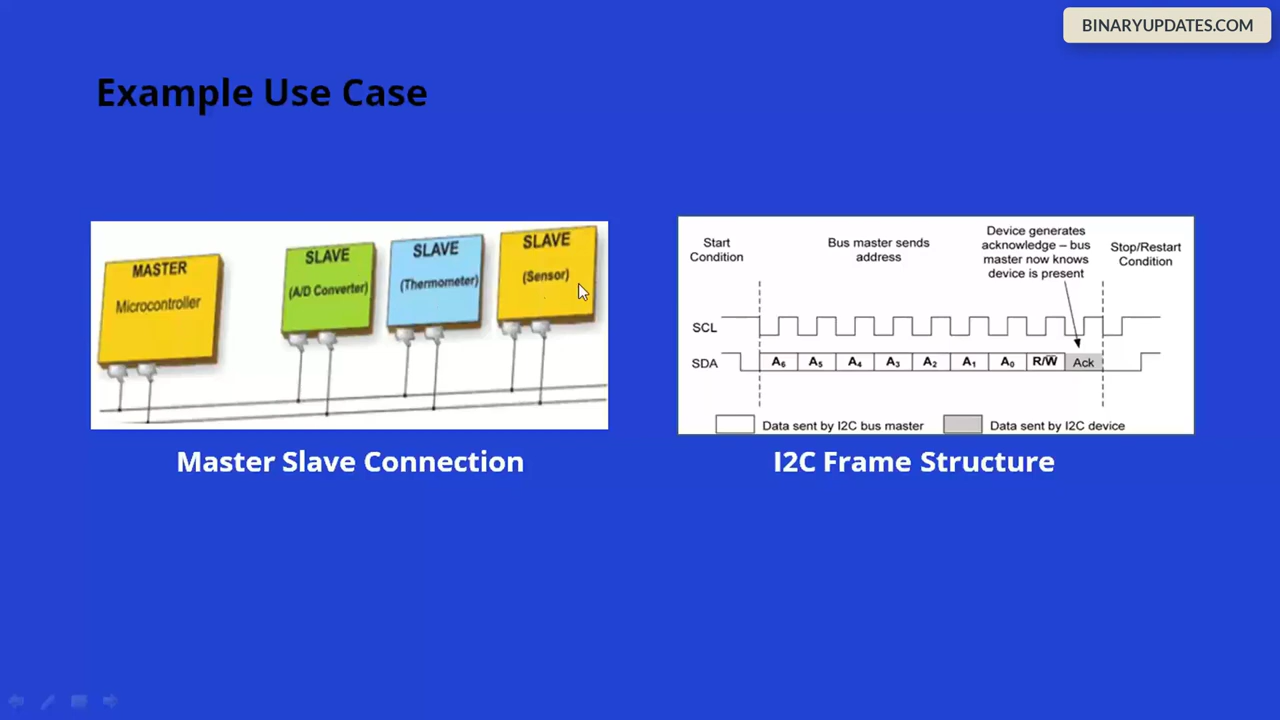 BINARYUPDATES.COM
Example Use Case
MASTER
Microcontroller
SLAVE
(A/D Converter)
SLAVE
(Thermometer)
SLAVE
(Sensor)
Master Slave Connection
Start
Condition
Bus master sends
address
Device generates
acknowledge – bus
master now knows
device is present
Stop/Restart
Condition
SCL
SDA
A₆ A₅ A₄ A₃ A₂ A₁ A₀ R/W̅ Ack
Data sent by I2C bus master
Data sent by I2C device
I2C Frame Structure